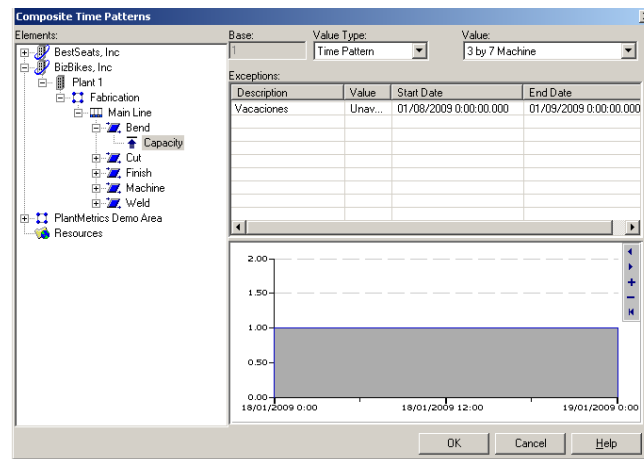 Composite Time Patterns
Elements:
BestSeats, Inc
BizBikes, Inc
Plant 1
Fabrication
Main Line
Bend
Capacity
Cut
Finish
Machine
Weld
PlantMetrics Demo Area
Resources
Base: Value Type: Value:
1 Time Pattern 3 by 7 Machine
Exceptions:
Description Value Start Date End Date
Vacaciones Unav... 01/08/2009 0:00:00.000 01/09/2009 0:00:00.000
2.00
1.50
1.00
0.50
0.00
18/01/2009 0:00 18/01/2009 12:00 19/01/2009 0:00
OK Cancel Help